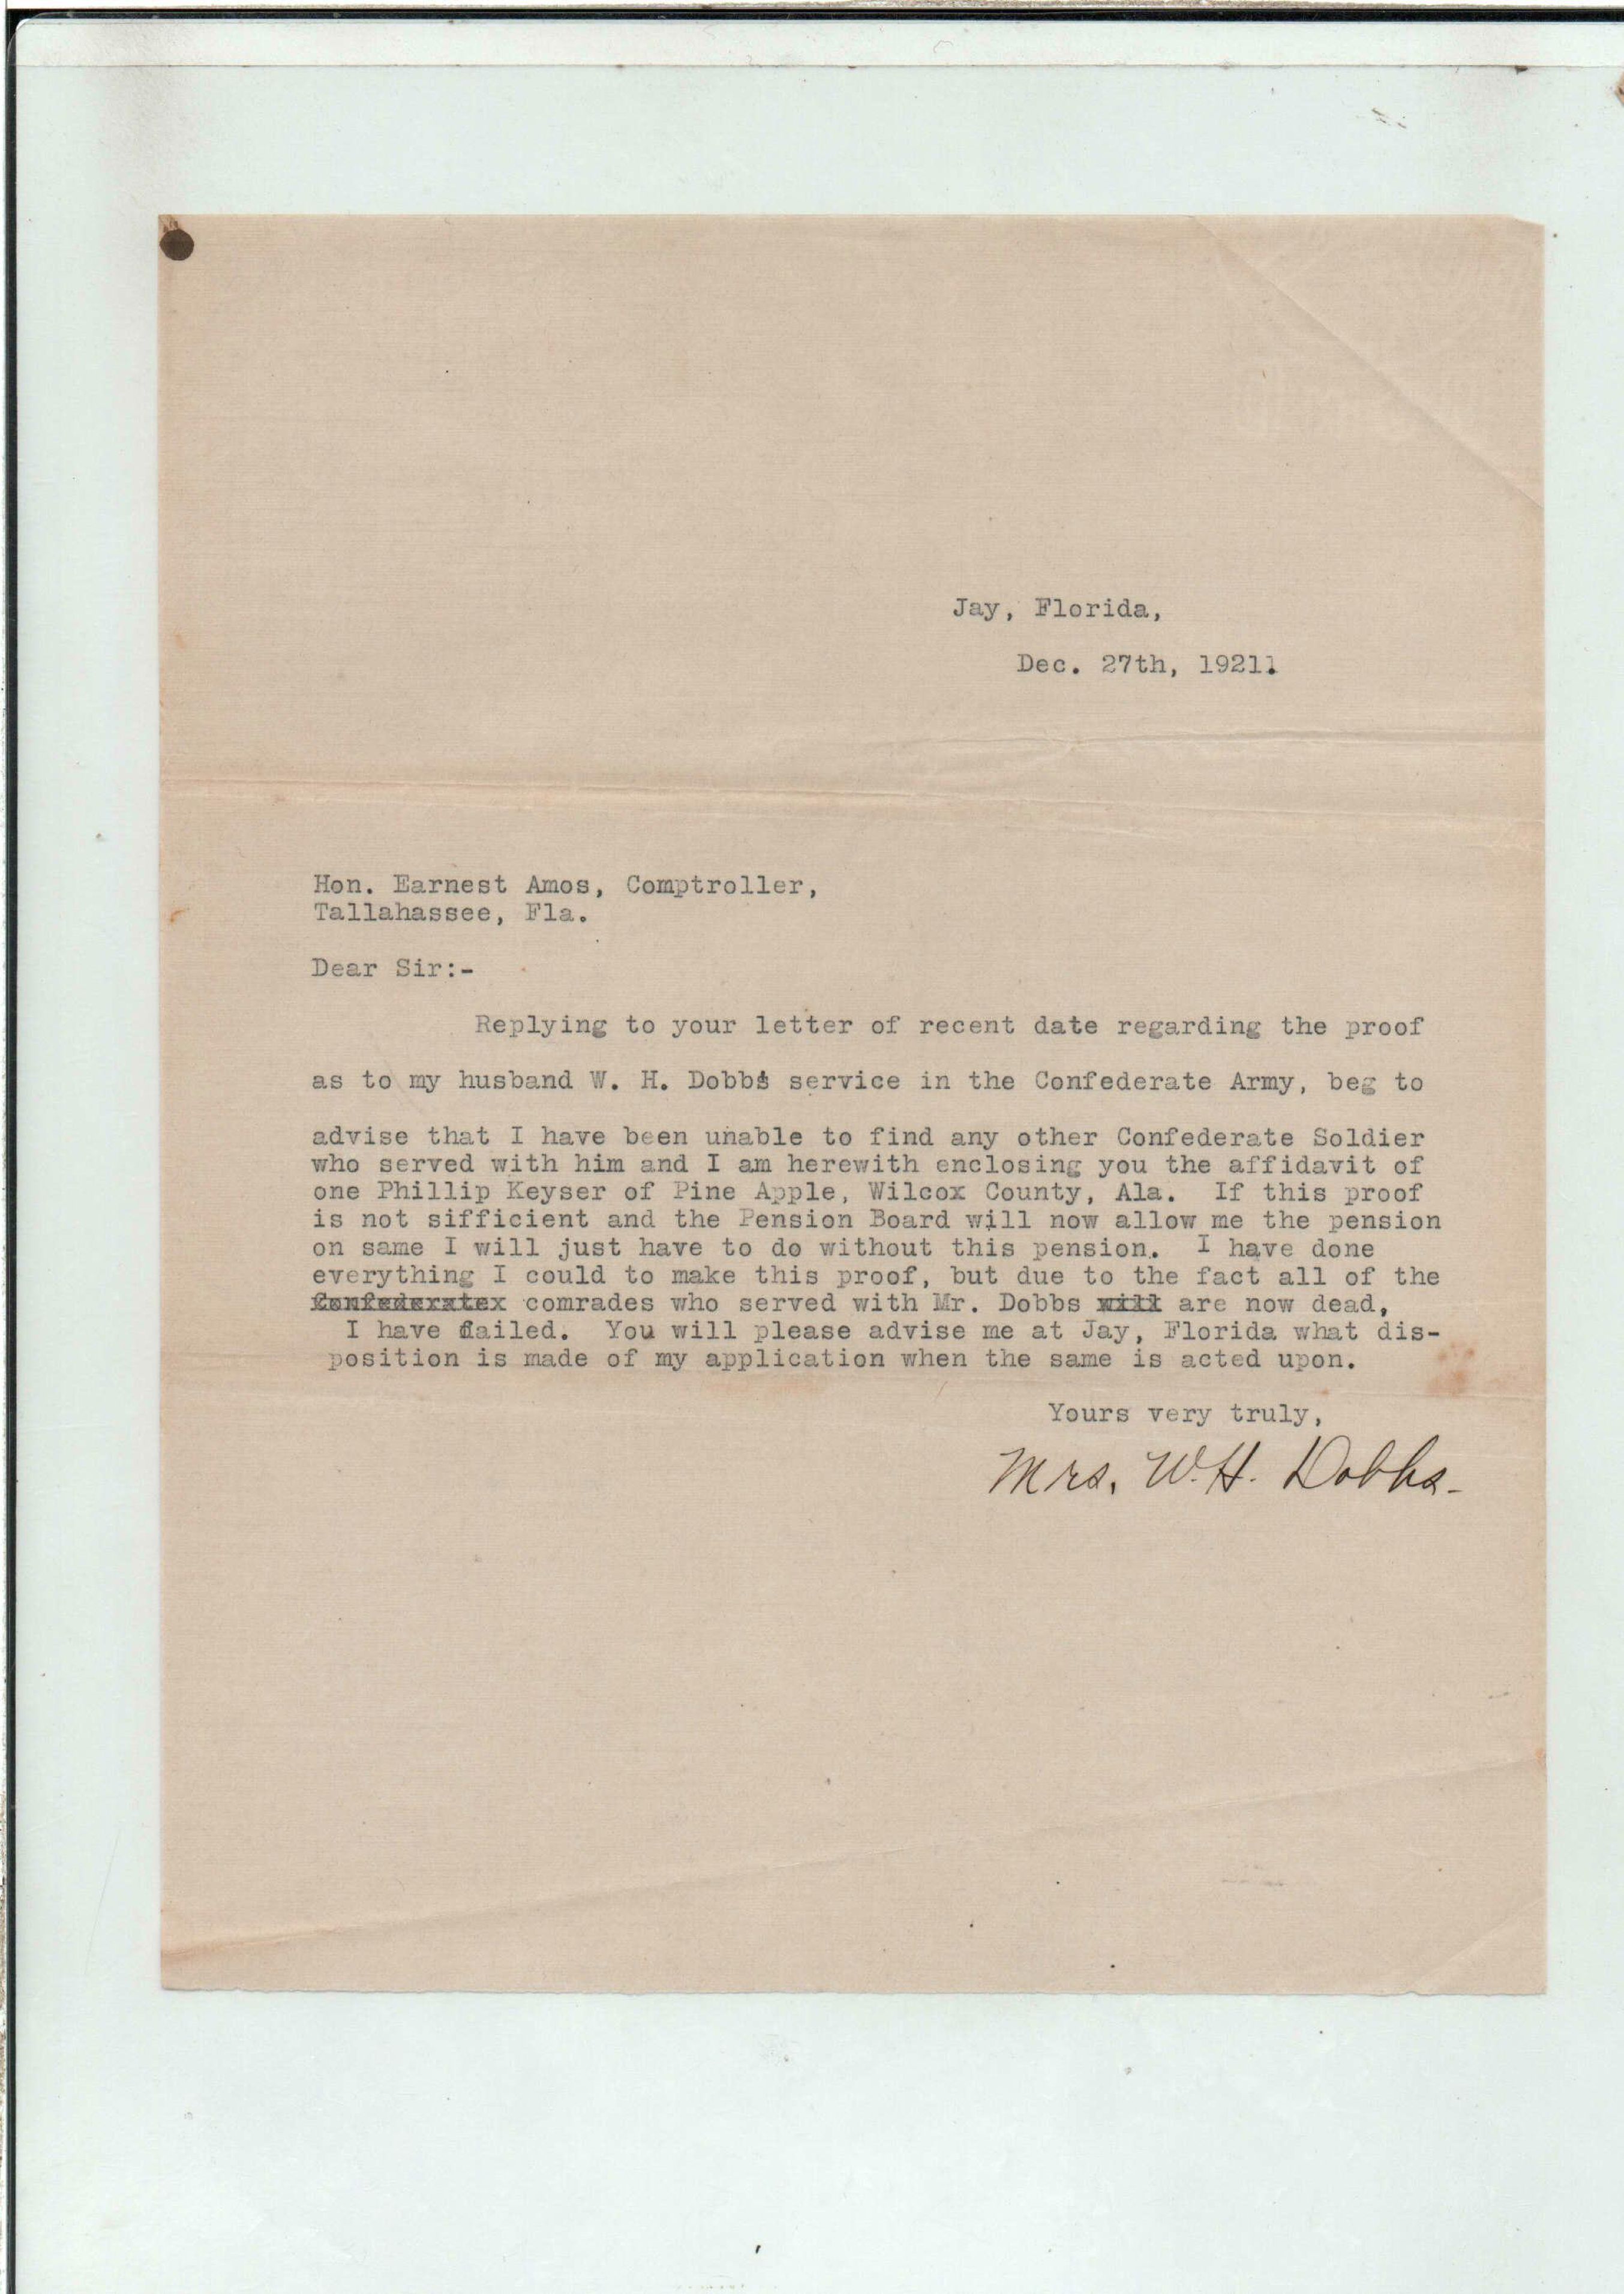 Jay, Florida,
Dec. 27th, 1921.
Hon. Earnest Amos, Comptroller,
Tallahassee, Fla.
Dear Sir:-
Replying to your letter of recent date regarding the proof
as to my husband W. H. Dobbs service in the Confederate Army, beg to
advise that I have been unable to find any other Confederate Soldier
who served with him and I am herewith enclosing you the affidavit of
one Phillip Keyser of Pine Apple, Wilcox County, Ala. If this proof
is not sifficient and the Pension Board will now allow me the pension
on same I will just have to do without this pension. I have done
everything I could to make this proof, but due to the fact all of the
comrades who served with Mr. Dobbs will are now dead,
I have failed. You will please advise me at Jay, Florida what dis-
position is made of my application when the same is acted upon.
Yours very truly,
Mrs. W. H. Dobbs.